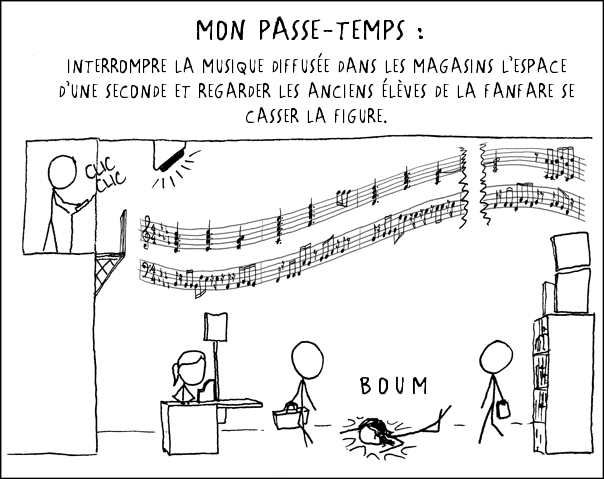 MON PASSE-TEMPS :
INTERROMPRE LA MUSIQUE DIFFUSÉE DANS LES MAGASINS L'ESPACE
D'UNE SECONDE ET REGARDER LES ANCIENS ÉLÈVES DE LA FANFARE SE
CASSER LA FIGURE.
CLIC
CLIC
BOUM